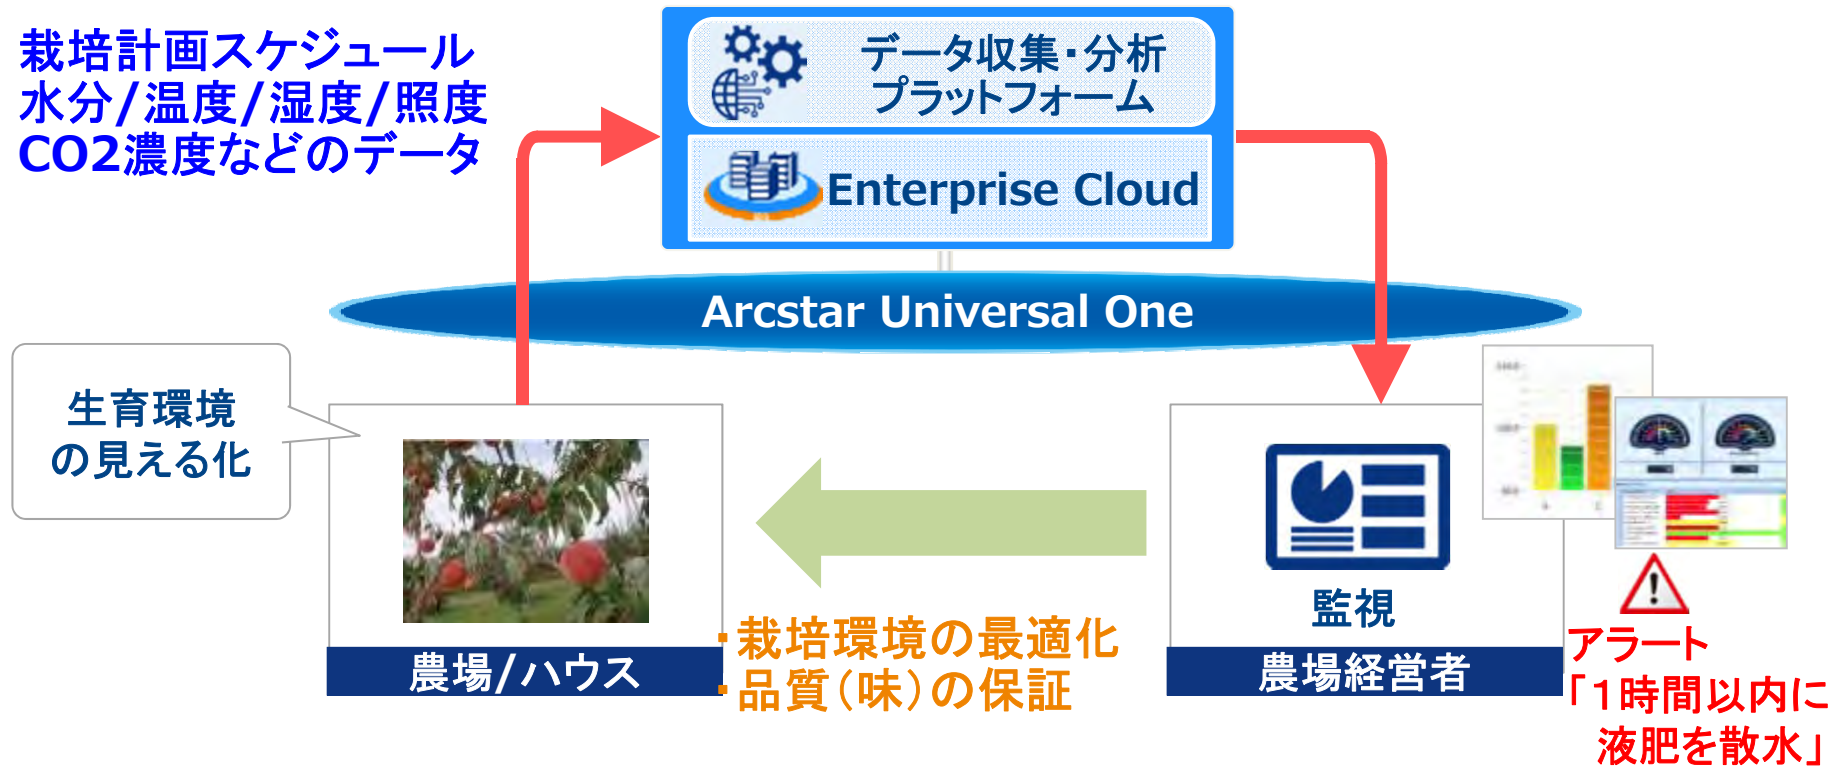 栽培計画スケジュール
水分/温度/湿度/照度
CO2濃度などのデータ
データ収集・分析
プラットフォーム
Enterprise Cloud
Arcstar Universal One
生育環境
の見える化
農場/ハウス
・栽培環境の最適化
・品質(味)の保証
監視
農場経営者
アラート
「1時間以内に
液肥を散水」